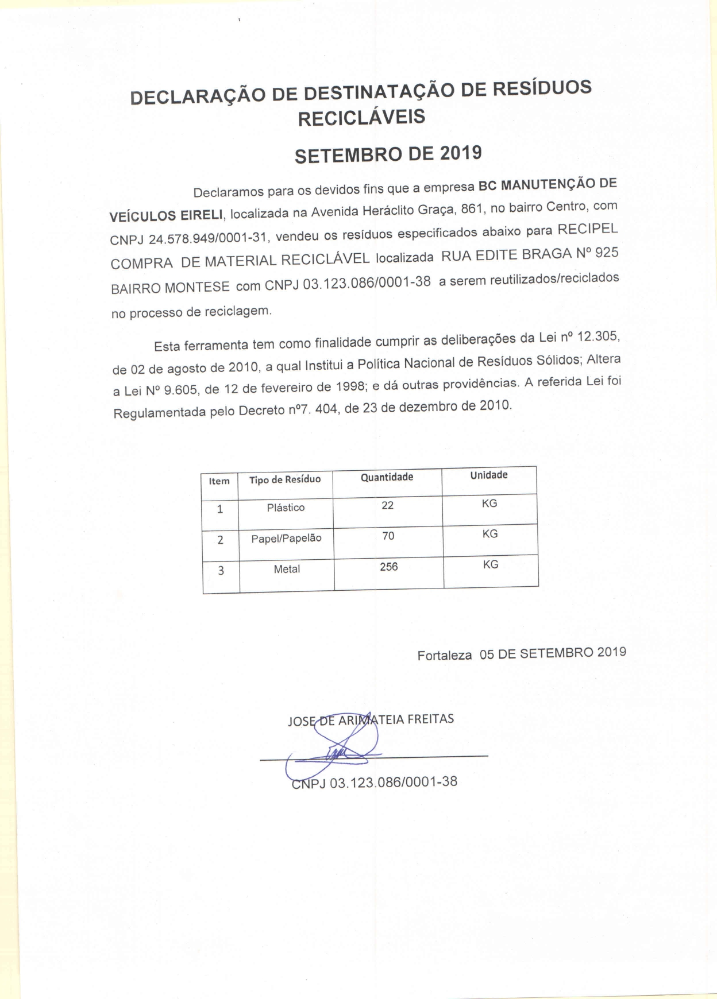 DECLARAÇÃO DE DESTINATAÇÃO DE RESÍDUOS
RECICLÁVEIS
SETEMBRO DE 2019
Declaramos para os devidos fins que a empresa BC MANUTENÇÃO DE
VEÍCULOS EIRELI, localizada na Avenida Heráclito Graça, 861, no bairro Centro, com
CNPJ 24.578.949/0001-31, vendeu os resíduos especificados abaixo para RECIPEL
COMPRA DE MATERIAL RECICLÁVEL localizada RUA EDITE BRAGA Nº 925
BAIRRO MONTESE com CNPJ 03.123.086/0001-38 a serem reutilizados/reciclados
no processo de reciclagem.
Esta ferramenta tem como finalidade cumprir as deliberações da Lei nº 12.305,
de 02 de agosto de 2010, a qual Institui a Política Nacional de Resíduos Sólidos; Altera
a Lei Nº 9.605, de 12 de fevereiro de 1998; e dá outras providências. A referida Lei foi
Regulamentada pelo Decreto nº7. 404, de 23 de dezembro de 2010.
Item Tipo de Resíduo Quantidade Unidade
1 Plástico 22 KG
2 Papel/Papelão 70 KG
3 Metal 256 KG
Fortaleza 05 DE SETEMBRO 2019
JOSE DE ARIMATEIA FREITAS
CNPJ 03.123.086/0001-38